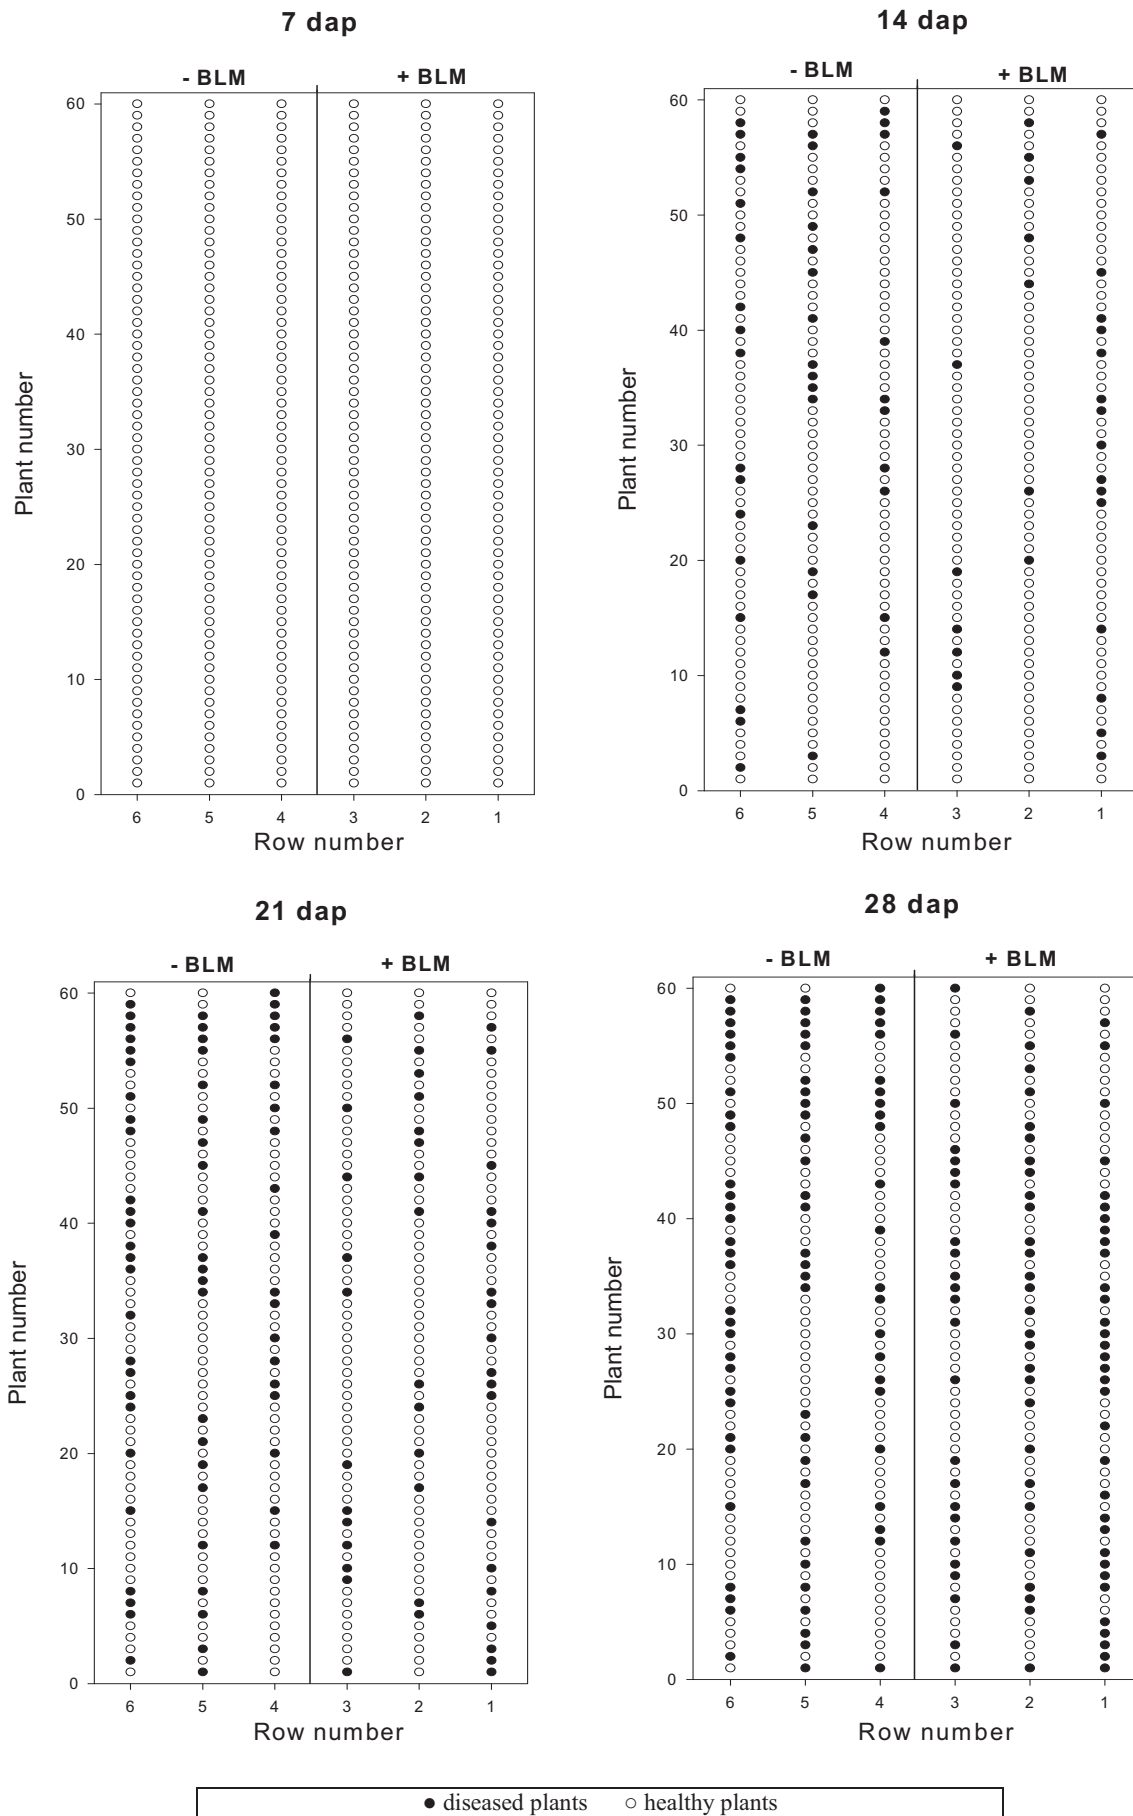 7 dap
- BLM + BLM
60
50
40
30
20
10
0
Plant number
6 5 4 3 2 1
Row number
14 dap
- BLM + BLM
60
50
40
30
20
10
0
Plant number
6 5 4 3 2 1
Row number
21 dap
- BLM + BLM
60
50
40
30
20
10
0
Plant number
6 5 4 3 2 1
Row number
28 dap
- BLM + BLM
60
50
40
30
20
10
0
Plant number
6 5 4 3 2 1
Row number
● diseased plants ○ healthy plants